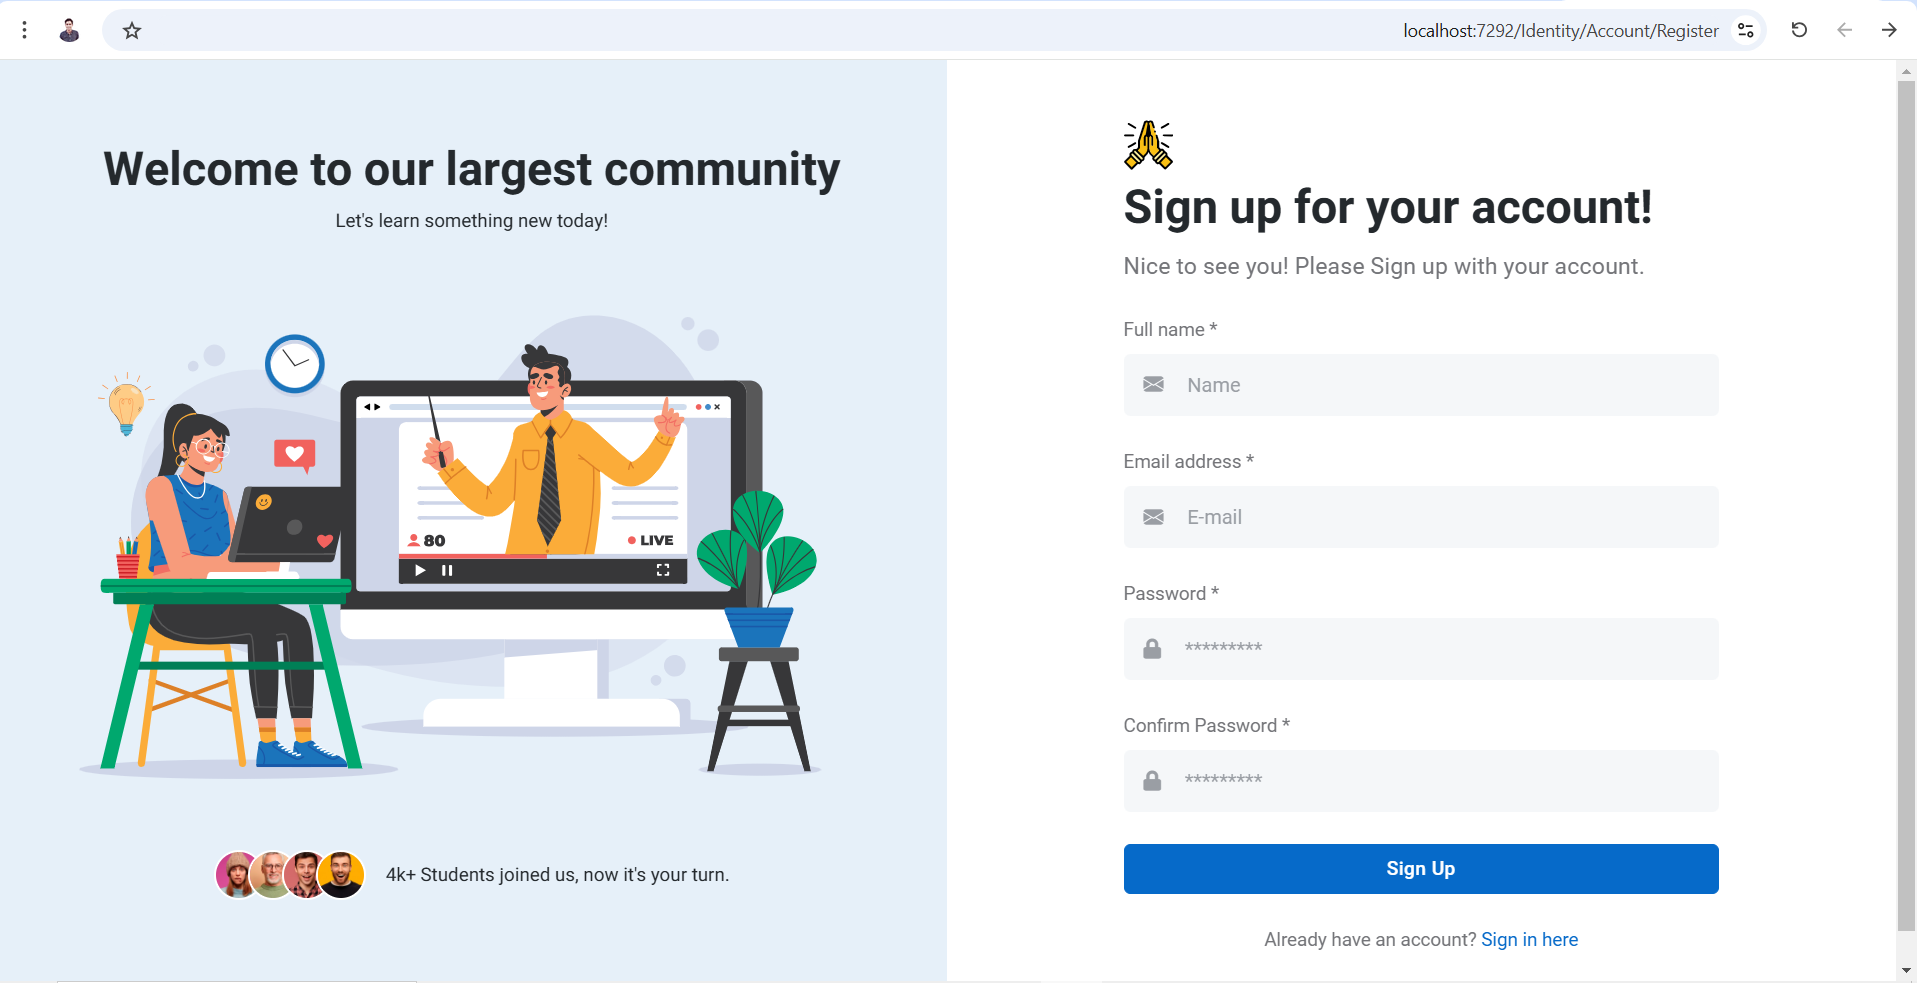 localhost:7292/Identity/Account/Register
Welcome to our largest community
Let's learn something new today!
80
LIVE
4k+ Students joined us, now it's your turn.
Sign up for your account!
Nice to see you! Please Sign up with your account.
Full name *
Name
Email address *
E-mail
Password *
*********
Confirm Password *
*********
Sign Up
Already have an account? Sign in here